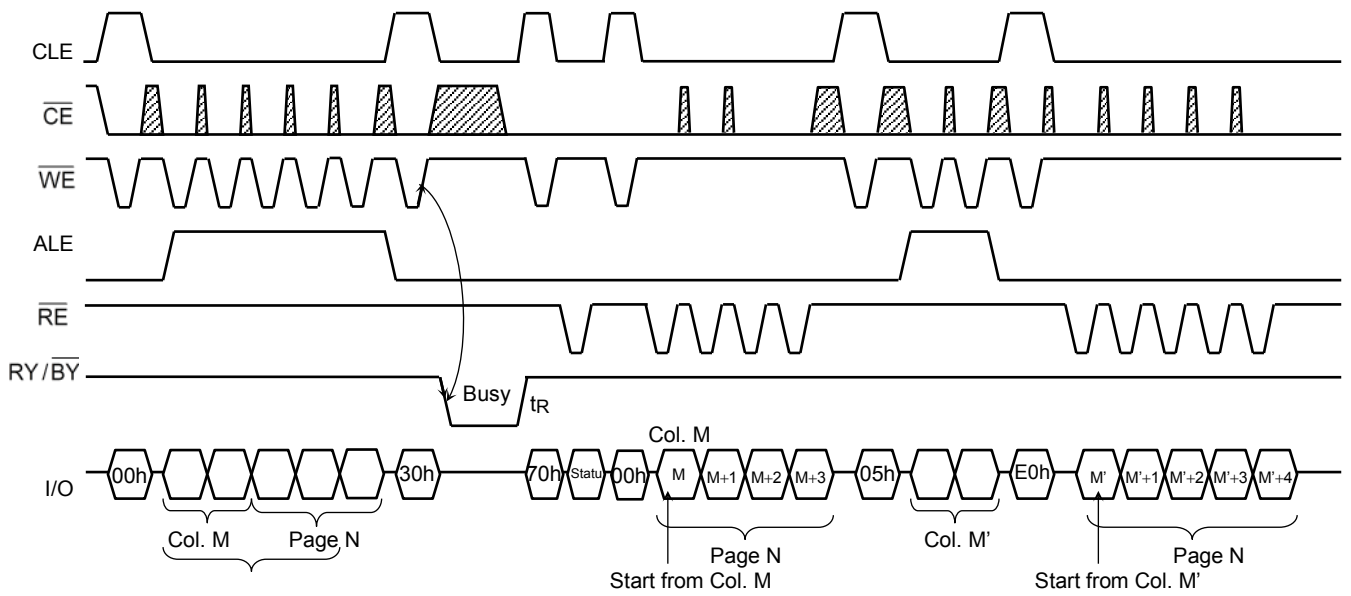 CLE
CE
WE
ALE
RE
RY/BY
Busy
tR
Col. M
I/O
00h
30h
70h
Statu
00h
M
M+1
M+2
M+3
05h
E0h
M'
M'+1
M'+2
M'+3
M'+4
Col. M
Page N
Page N
Start from Col. M
Col. M'
Page N
Start from Col. M'